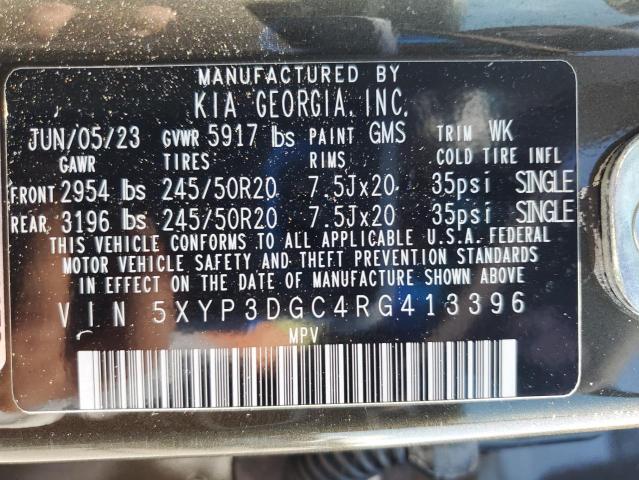 MANUFACTURED BY
KIA GEORGIA, INC.
JUN/05/23 GVWR 5917 lbs PAINT GMS TRIM WK
GAWR TIRES RIMS COLD TIRE INFL
FRONT 2954 lbs 245/50R20 7.5Jx20 35psi SINGLE
REAR 3196 lbs 245/50R20 7.5Jx20 35psi SINGLE
THIS VEHICLE CONFORMS TO ALL APPLICABLE U.S.A. FEDERAL
MOTOR VEHICLE SAFETY AND THEFT PREVENTION STANDARDS
IN EFFECT ON THE DATE OF MANUFACTURE SHOWN ABOVE
VIN 5XYP3DGC4RG413396
MPV